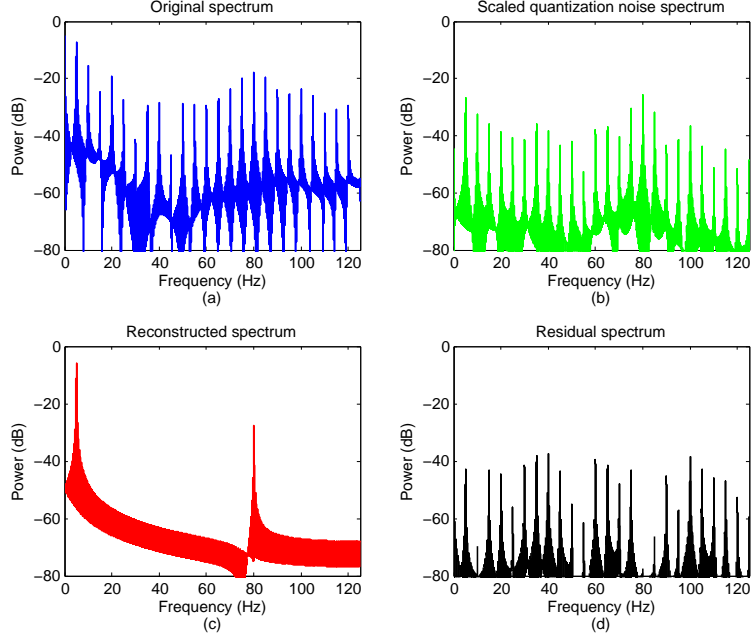 Original spectrum
0
−20
−40
−60
−80
Power (dB)
0 20 40 60 80 100 120
Frequency (Hz)
(a)
Scaled quantization noise spectrum
0
−20
−40
−60
−80
Power (dB)
0 20 40 60 80 100 120
Frequency (Hz)
(b)
Reconstructed spectrum
0
−20
−40
−60
−80
Power (dB)
0 20 40 60 80 100 120
Frequency (Hz)
(c)
Residual spectrum
0
−20
−40
−60
−80
Power (dB)
0 20 40 60 80 100 120
Frequency (Hz)
(d)